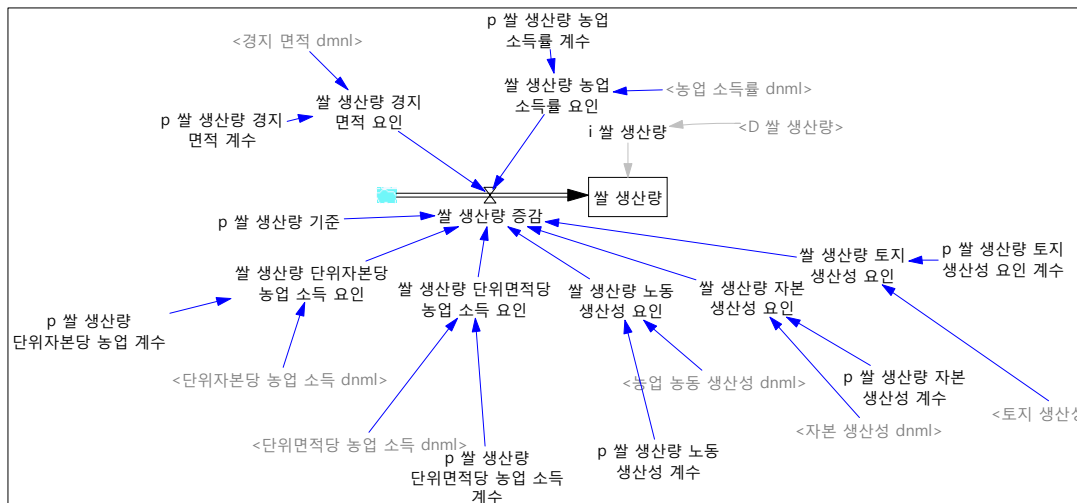 p 쌀 생산량 농업
소득률 계수
<경지 면적 dmnl>
쌀 생산량 농업
소득률 요인
<농업 소득률 dnml>
쌀 생산량 경지
면적 요인
p 쌀 생산량 경지
면적 계수
i 쌀 생산량
<D 쌀 생산량>
쌀 생산량
p 쌀 생산량 기준
쌀 생산량 증감
쌀 생산량 단위자본당
농업 소득 요인
쌀 생산량 단위면적당
농업 소득 요인
쌀 생산량 노동
생산성 요인
쌀 생산량 자본
생산성 요인
쌀 생산량 토지
생산성 요인
p 쌀 생산량 토지
생산성 요인 계수
p 쌀 생산량
단위자본당 농업 계수
<단위자본당 농업 소득 dnml>
<농업 농동 생산성 dnml>
p 쌀 생산량 자본
생산성 계수
<토지 생산성
<자본 생산성 dnml>
<단위면적당 농업 소득 dnml>
p 쌀 생산량
단위면적당 농업 소득
계수
p 쌀 생산량 노동
생산성 계수